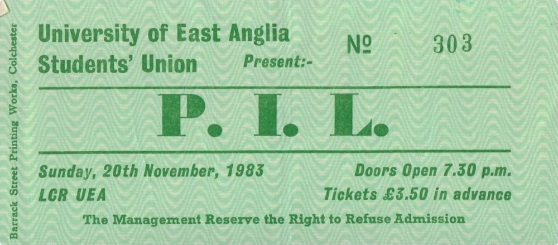 University of East Anglia
Students' Union Present:-
Nº 303
P. I. L.
Sunday, 20th November, 1983 Doors Open 7.30 p.m.
LCR UEA Tickets £3.50 in advance
The Management Reserve the Right to Refuse Admission
Barrack Street Printing Works, Colchester